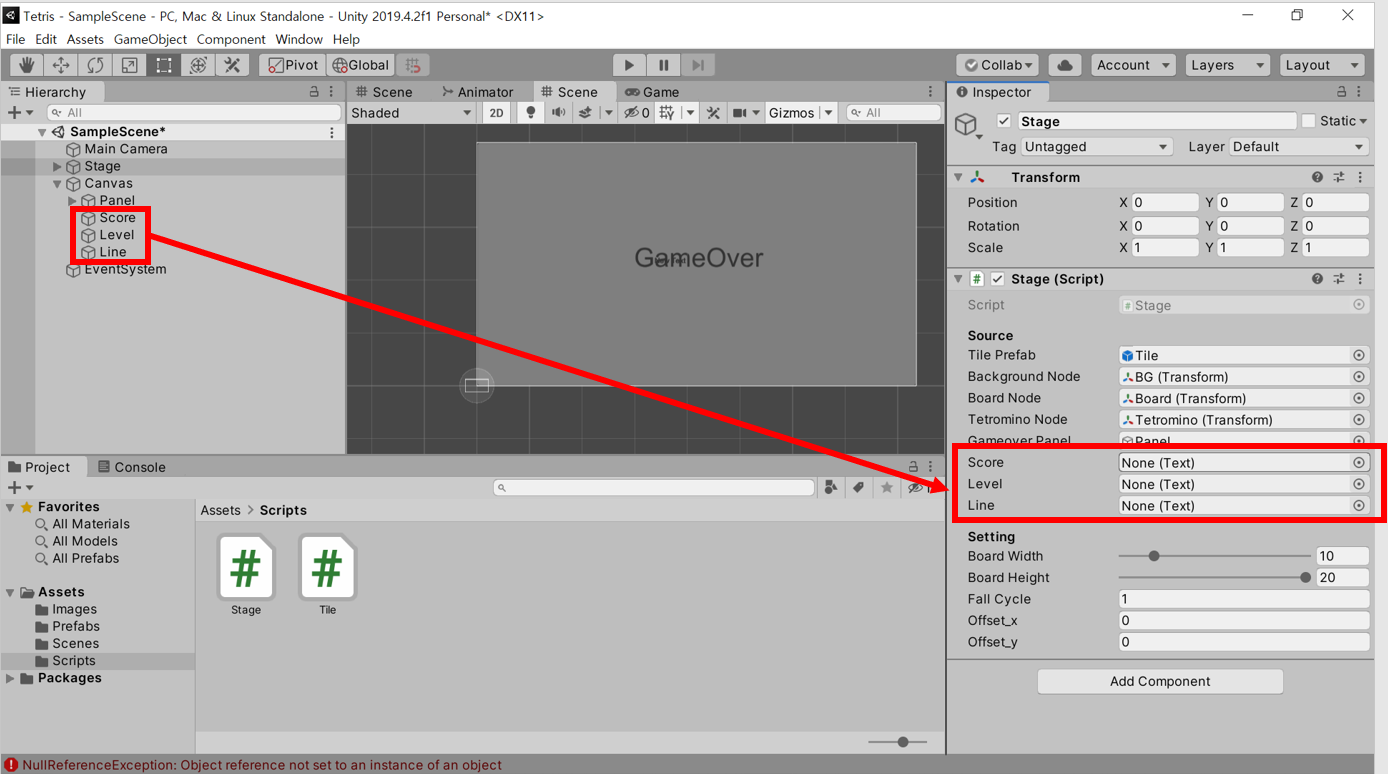 Tetris - SampleScene - PC, Mac & Linux Standalone - Unity 2019.4.2f1 Personal* <DX11>
File Edit Assets GameObject Component Window Help
Pivot Global Collab Account Layers Layout
Hierarchy
All
SampleScene*
Main Camera
Stage
Canvas
Panel
Score
Level
Line
EventSystem
Scene Animator Scene Game
Shaded 2D 0 Gizmos All
GameOver
Inspector
Stage Static
Tag Untagged Layer Default
Transform
Position X 0 Y 0 Z 0
Rotation X 0 Y 0 Z 0
Scale X 1 Y 1 Z 1
# Stage (Script)
Script # Stage
Source
Tile Prefab Tile
Background Node BG (Transform)
Board Node Board (Transform)
Tetromino Node Tetromino (Transform)
Gameover Panel Panel
Score None (Text)
Level None (Text)
Line None (Text)
Setting
Board Width 10
Board Height 20
Fall Cycle 1
Offset_x 0
Offset_y 0
Add Component
Project Console
Favorites
All Materials
All Models
All Prefabs
Assets
Images
Prefabs
Scenes
Scripts
Packages
Assets > Scripts
# #
Stage Tile
NullReferenceException: Object reference not set to an instance of an object